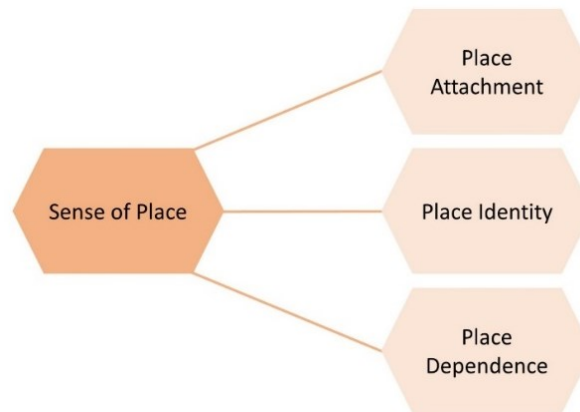 Place
Attachment
Sense of Place
Place Identity
Place
Dependence